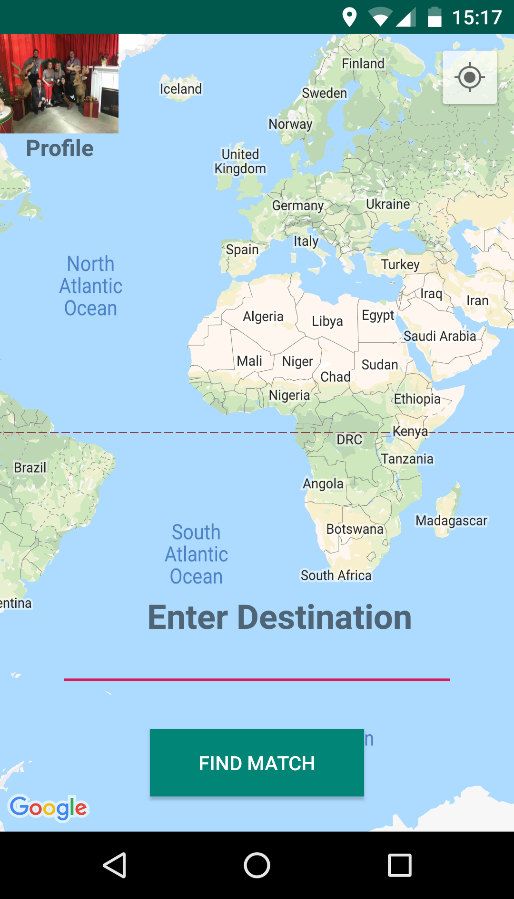 15:17
Profile
Finland
Iceland
Sweden
Norway
United
Kingdom
Germany
Ukraine
Italy
Spain
Turkey
North
Atlantic
Ocean
Iraq
Iran
Algeria
Libya
Egypt
Saudi Arabia
Mali
Niger
Sudan
Chad
Nigeria
Ethiopia
DRC
Kenya
Brazil
Tanzania
Angola
Madagascar
Botswana
South
Atlantic
Ocean
South Africa
entina
Enter Destination
n
FIND MATCH
Google